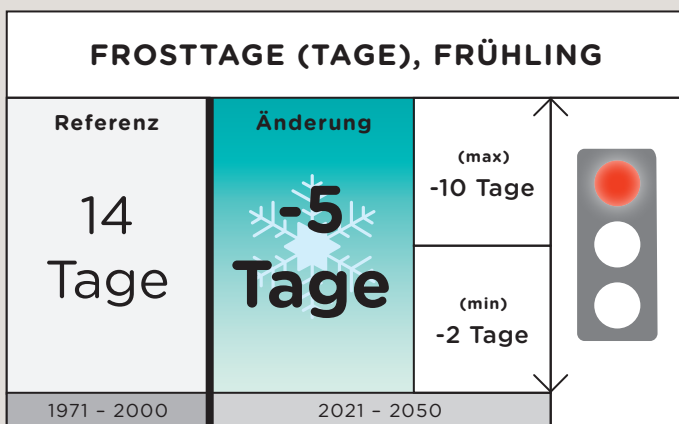 FROSTTAGE (TAGE), FRÜHLING
Referenz
14
Tage
Änderung
-5
Tage
(max)
-10 Tage
(min)
-2 Tage
1971 – 2000
2021 – 2050